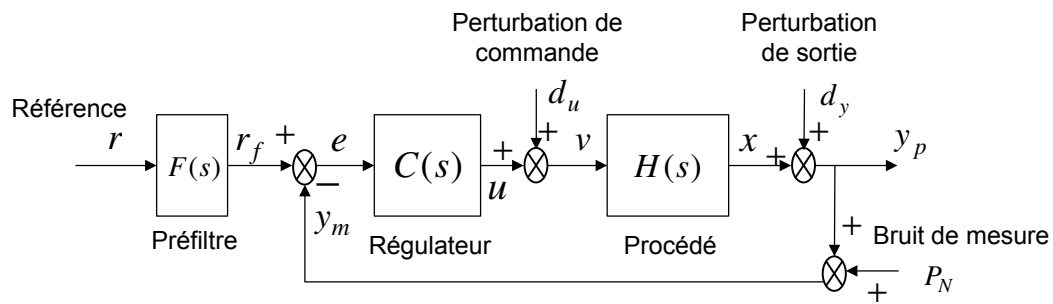 Perturbation de
commande
Perturbation
de sortie
Référence
d_u
d_y
r
F(s)
r_f
+
−
e
C(s)
+
u
+
v
H(s)
x
+
+
y_p
y_m
Préfiltre
Régulateur
Procédé
+
Bruit de mesure
+
P_N